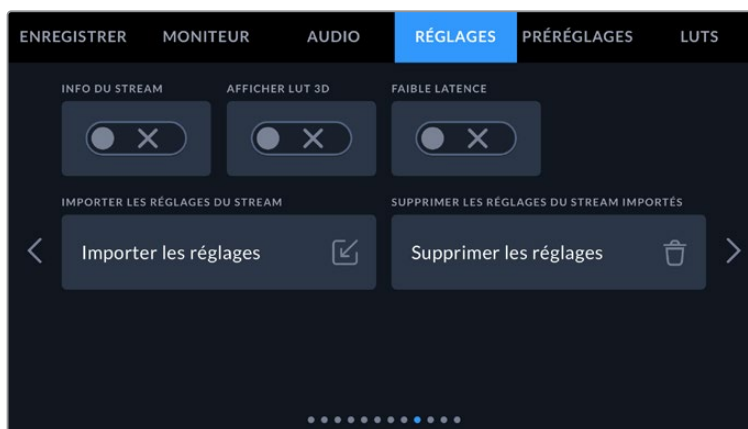 ENREGISTRER MONITEUR AUDIO RÉGLAGES PRÉRÉGLAGES LUTS
INFO DU STREAM AFFICHER LUT 3D FAIBLE LATENCE
IMPORTER LES RÉGLAGES DU STREAM SUPPRIMER LES RÉGLAGES DU STREAM IMPORTÉS
Importer les réglages Supprimer les réglages